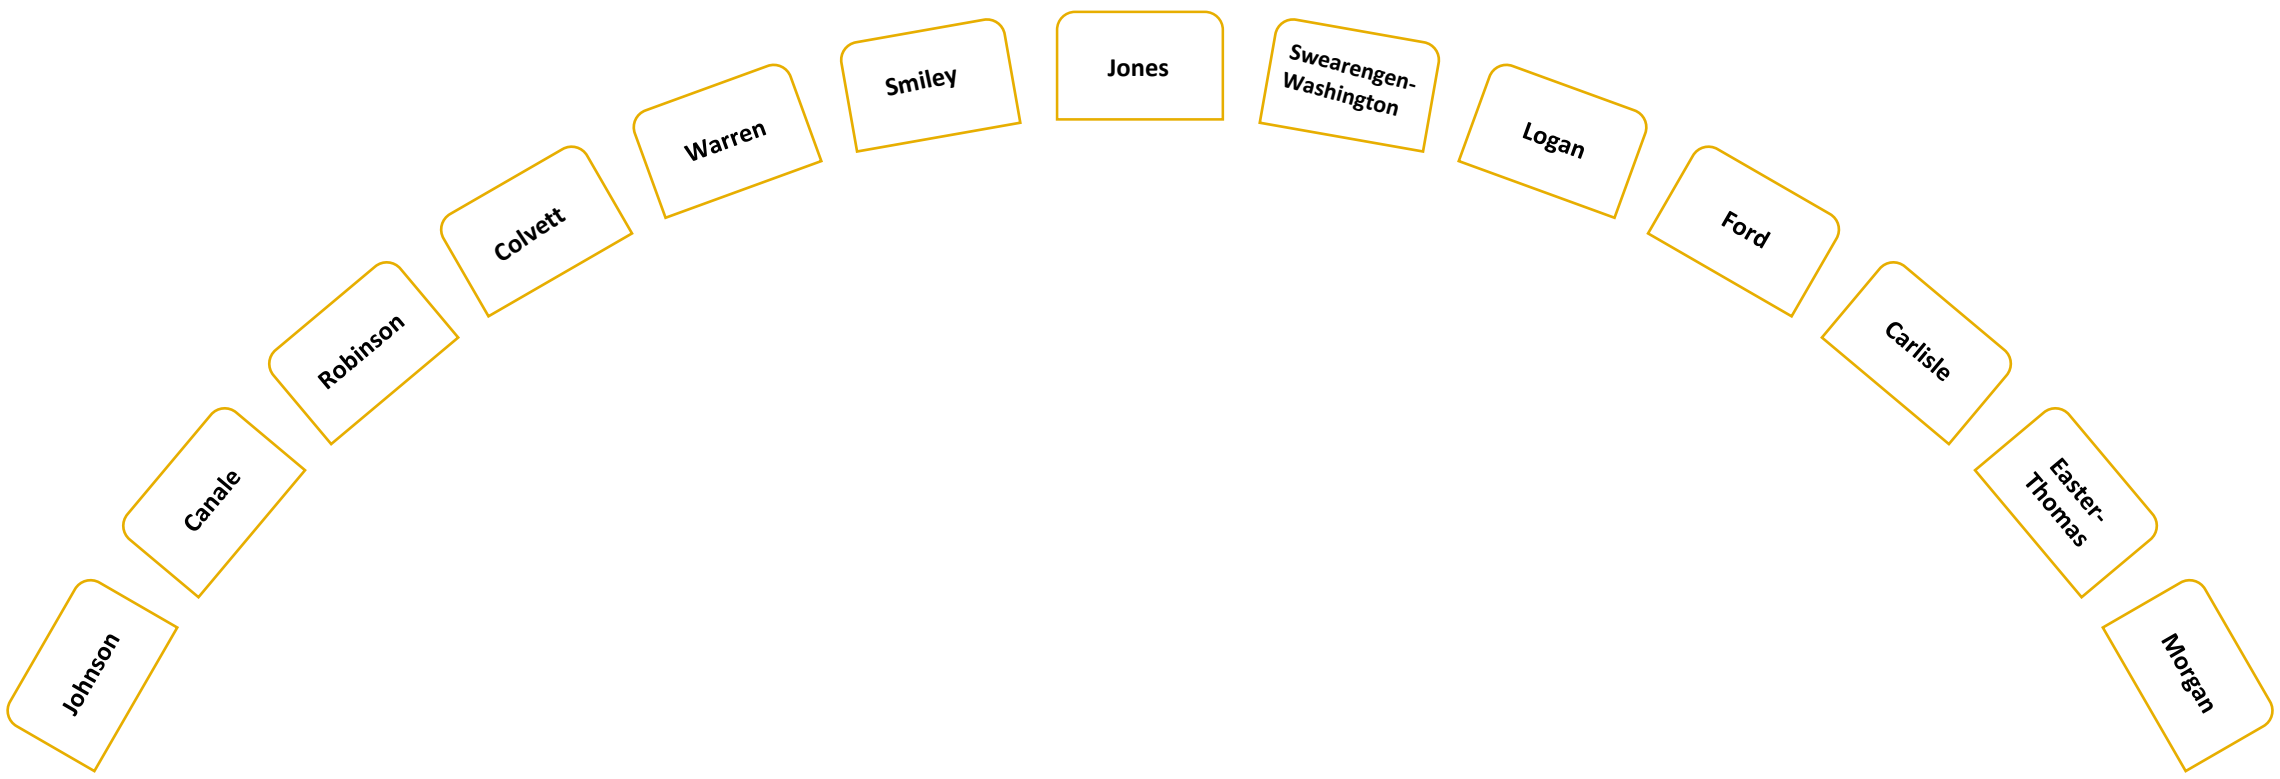 Johnson
Canale
Robinson
Colvett
Warren
Smiley
Jones
Swearengen-
Washington
Logan
Ford
Carlisle
Easter-
Thomas
Morgan